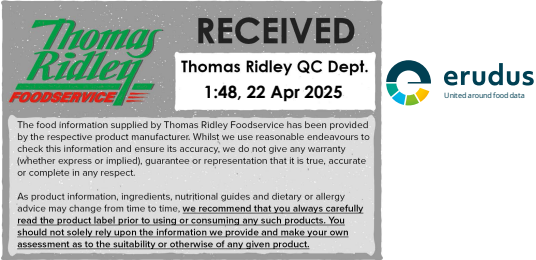 Thomas
Ridley
FOODSERVICE
RECEIVED
Thomas Ridley QC Dept.
1:48, 22 Apr 2025
The food information supplied by Thomas Ridley Foodservice has been provided
by the respective product manufacturer. Whilst we use reasonable endeavours to
check this information and ensure its accuracy, we do not give any warranty
(whether express or implied), guarantee or representation that it is true, accurate
or complete in any respect.
As product information, ingredients, nutritional guides and dietary or allergy
advice may change from time to time, we recommend that you always carefully
read the product label prior to using or consuming any such products. You
should not solely rely upon the information we provide and make your own
assessment as to the suitability or otherwise of any given product.
erudus
United around food data